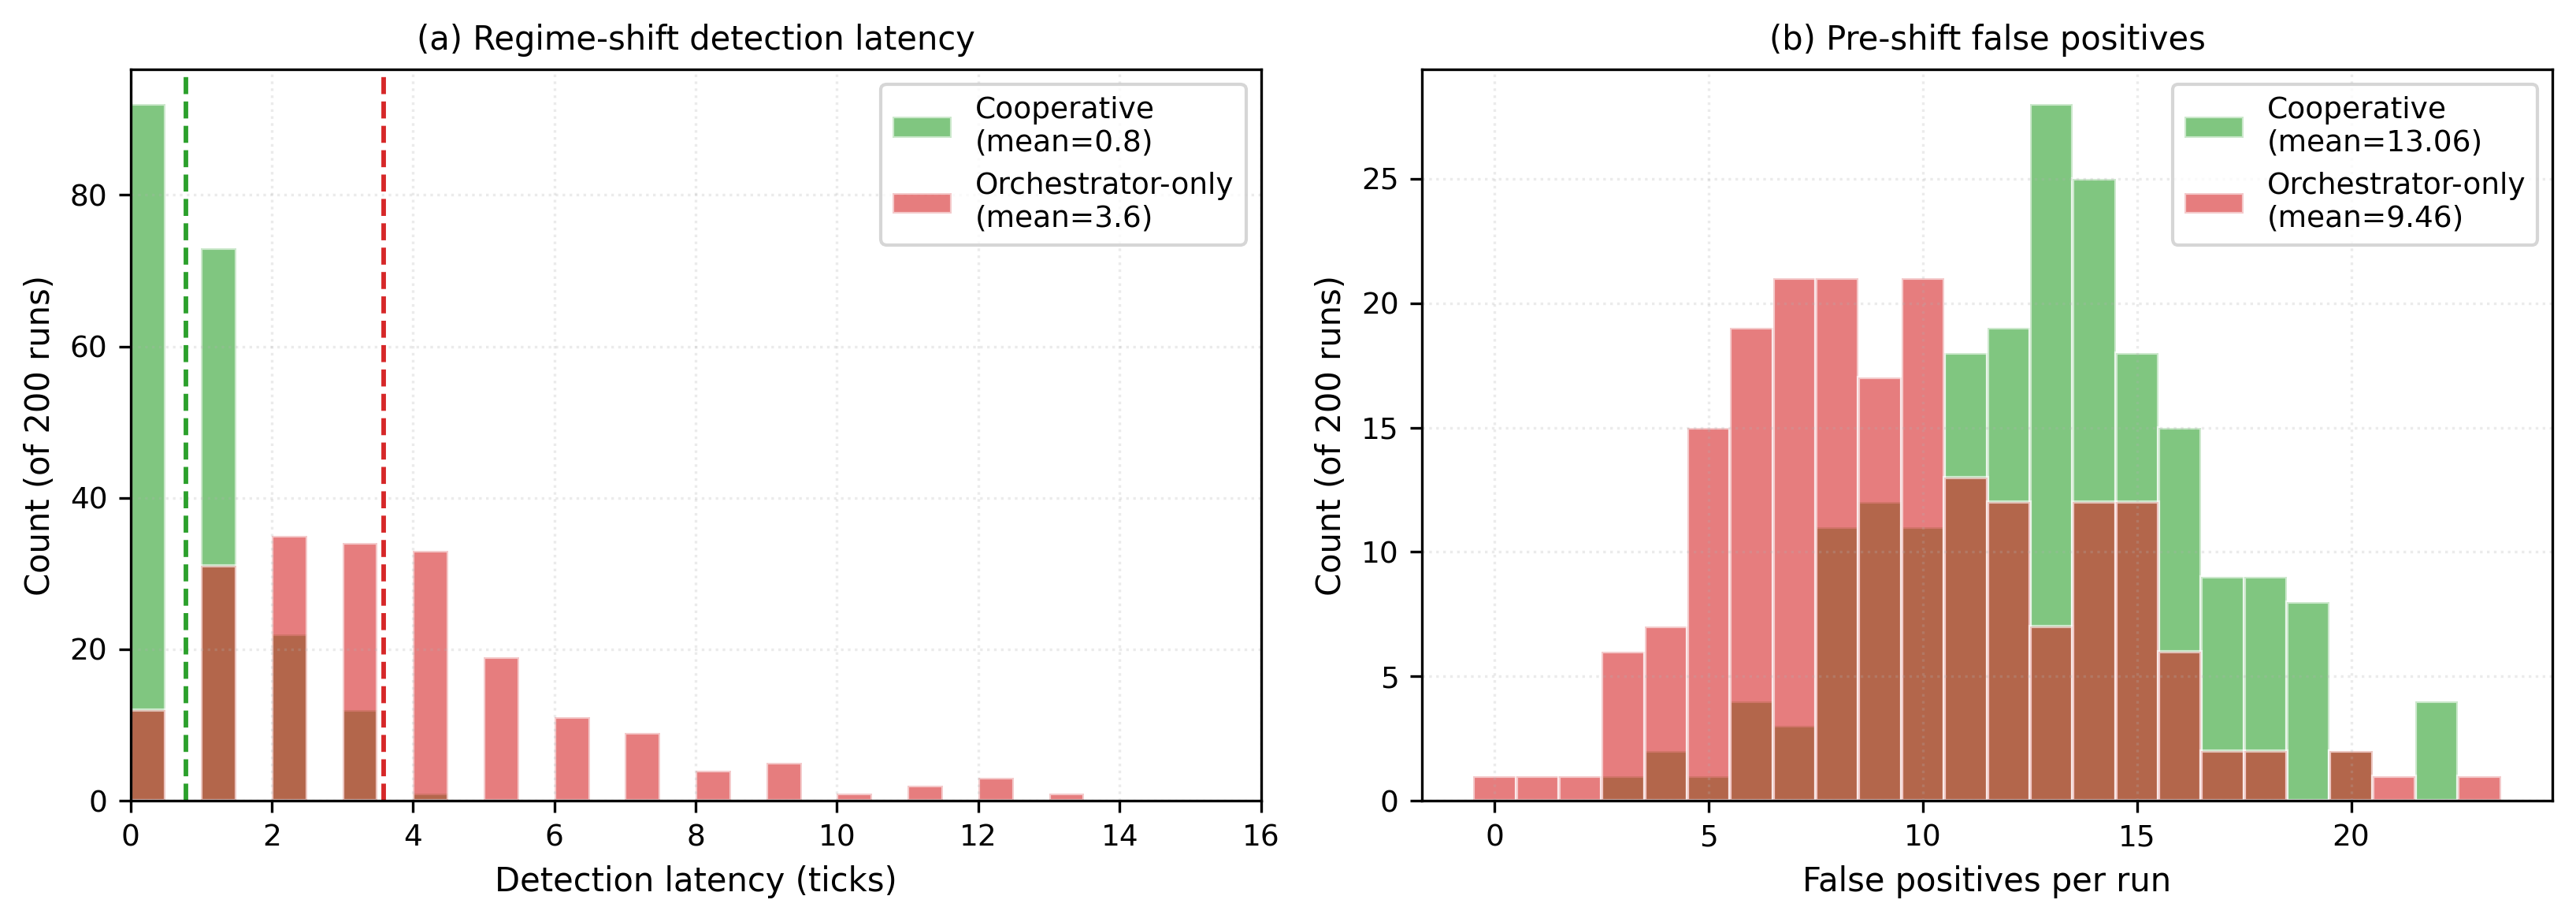 (a) Regime-shift detection latency
Count (of 200 runs)
80
60
40
20
0
0 2 4 6 8 10 12 14 16
Detection latency (ticks)
Cooperative
(mean=0.8)
Orchestrator-only
(mean=3.6)
(b) Pre-shift false positives
Count (of 200 runs)
25
20
15
10
5
0
0 5 10 15 20
False positives per run
Cooperative
(mean=13.06)
Orchestrator-only
(mean=9.46)